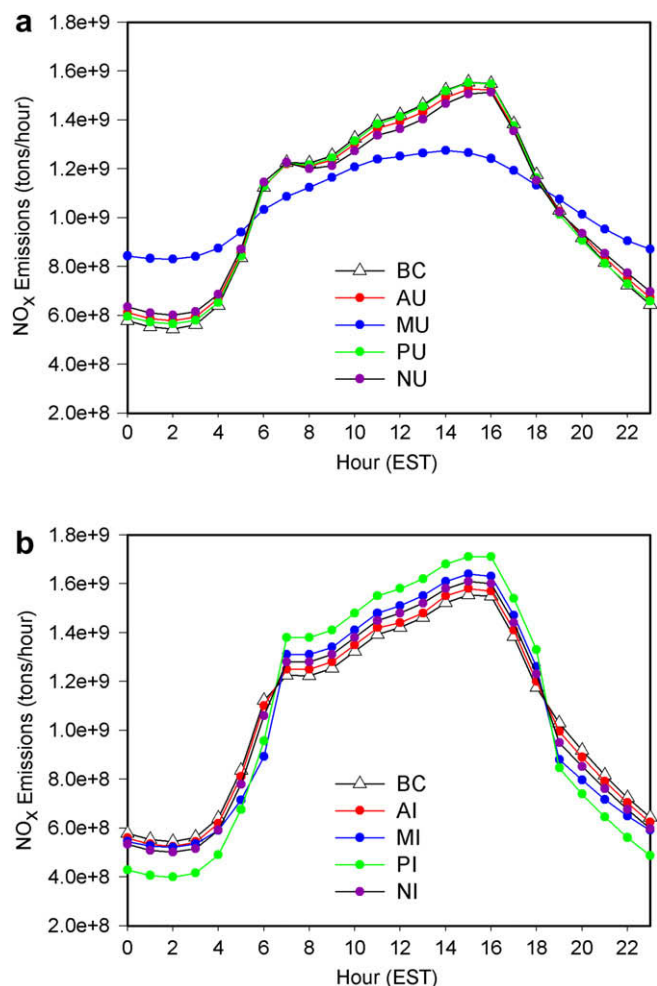 a
1.8e+9
1.6e+9
1.4e+9
1.2e+9
1.0e+9
8.0e+8
6.0e+8
4.0e+8
2.0e+8
NOX Emissions (tons/hour)
BC
AU
MU
PU
NU
0 2 4 6 8 10 12 14 16 18 20 22
Hour (EST)
b
1.8e+9
1.6e+9
1.4e+9
1.2e+9
1.0e+9
8.0e+8
6.0e+8
4.0e+8
2.0e+8
NOX Emissions (tons/hour)
BC
AI
MI
PI
NI
0 2 4 6 8 10 12 14 16 18 20 22
Hour (EST)